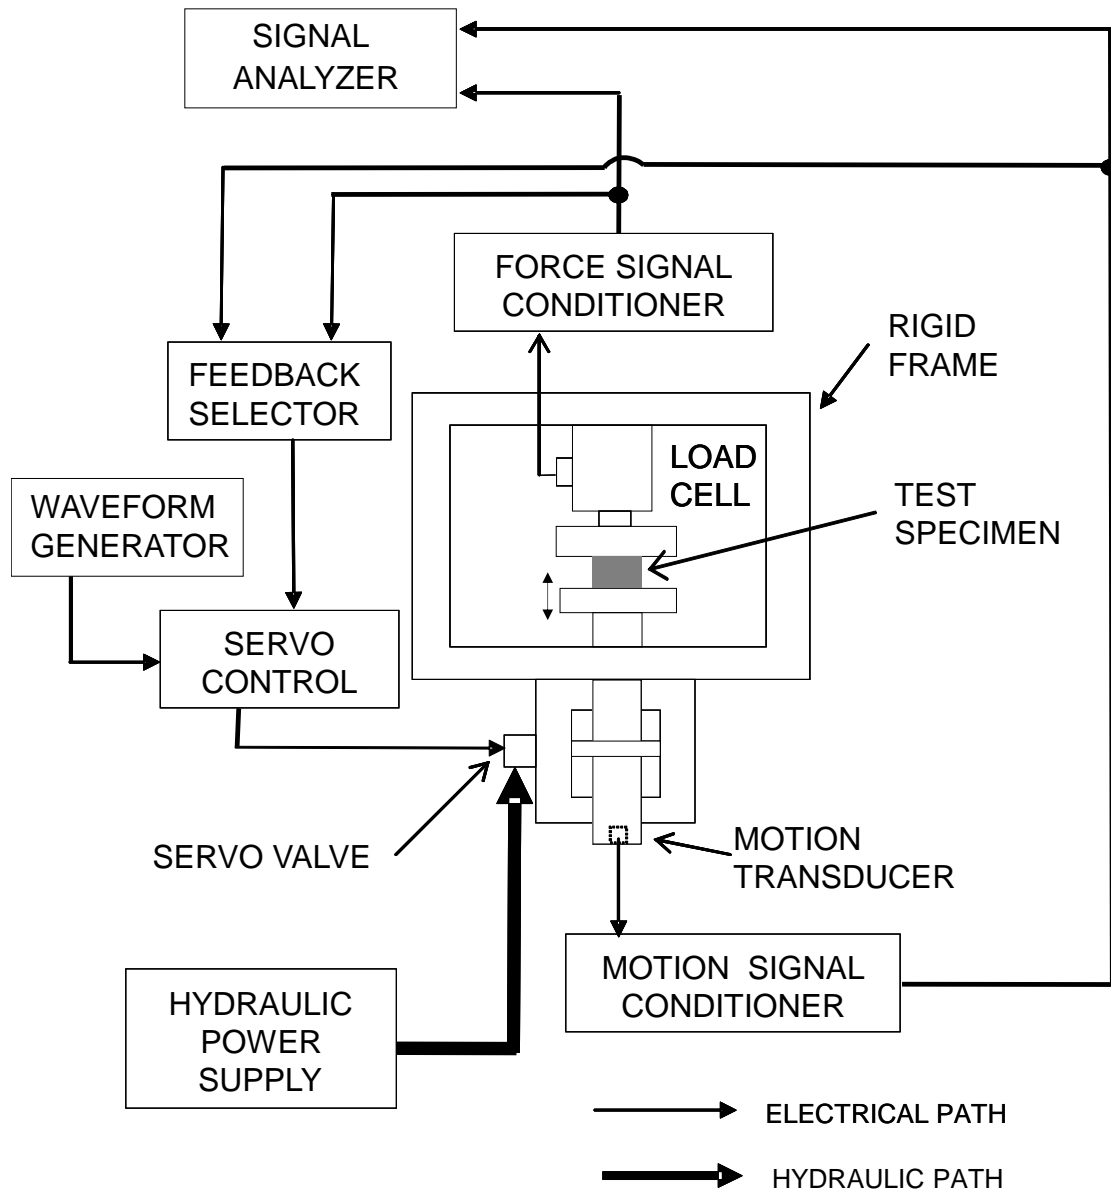 SIGNAL
ANALYZER
FORCE SIGNAL
CONDITIONER
RIGID
FRAME
FEEDBACK
SELECTOR
LOAD
CELL
WAVEFORM
GENERATOR
TEST
SPECIMEN
SERVO
CONTROL
SERVO VALVE
MOTION
TRANSDUCER
MOTION SIGNAL
CONDITIONER
HYDRAULIC
POWER
SUPPLY
ELECTRICAL PATH
HYDRAULIC PATH